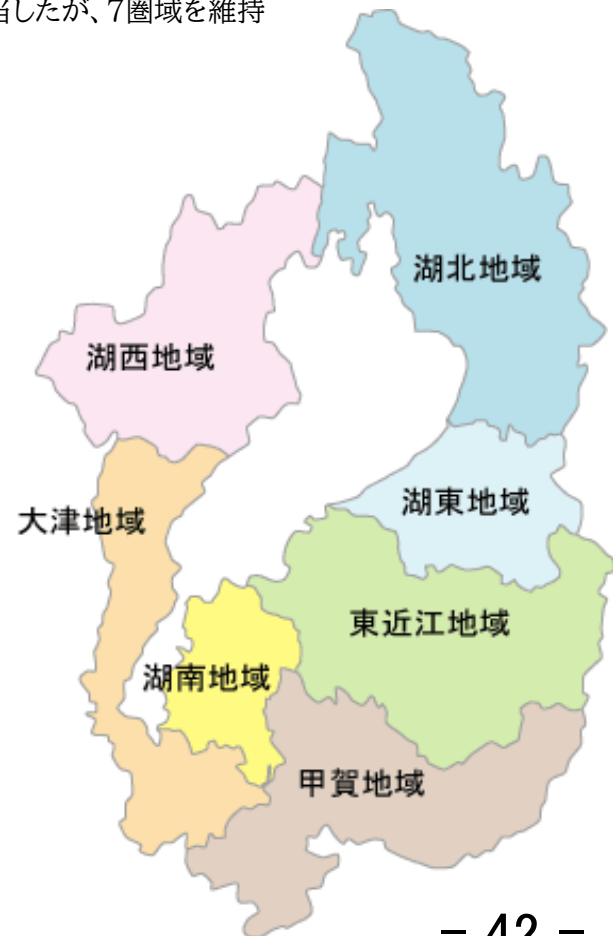 当したが、7圏域を維持
湖北地域
湖西地域
湖東地域
大津地域
東近江地域
湖南地域
甲賀地域
- 42 -